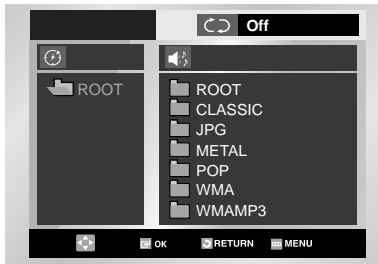 Off
ROOT
ROOT
CLASSIC
JPG
METAL
POP
WMA
WMAMP3
OK RETURN MENU